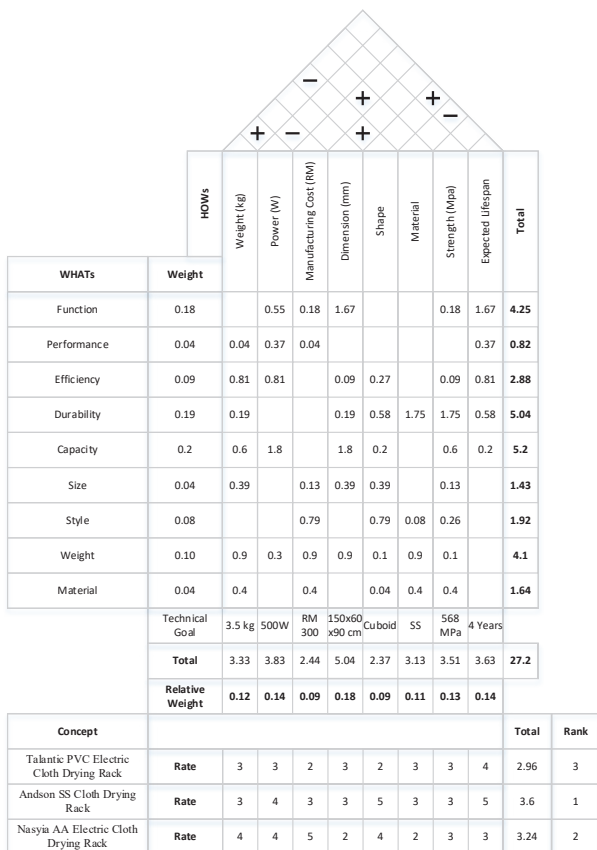 − + + −
+ − +
HOWs Weight (kg) Power (W) Manufacturing Cost (RM) Dimension (mm) Shape Material Strength (Mpa) Expected Lifespan Total
WHATs Weight
Function 0.18 0.55 0.18 1.67 0.18 1.67 4.25
Performance 0.04 0.04 0.37 0.04 0.37 0.82
Efficiency 0.09 0.81 0.81 0.09 0.27 0.09 0.81 2.88
Durability 0.19 0.19 0.19 0.58 1.75 1.75 0.58 5.04
Capacity 0.2 0.6 1.8 1.8 0.2 0.6 0.2 5.2
Size 0.04 0.39 0.13 0.39 0.39 0.13 1.43
Style 0.08 0.79 0.79 0.08 0.26 1.92
Weight 0.10 0.9 0.3 0.9 0.9 0.1 0.9 0.1 4.1
Material 0.04 0.4 0.4 0.04 0.4 0.4 1.64
Technical Goal 3.5 kg 500W RM 300 150x60 x90 cm Cuboid SS 568 MPa 4 Years
Total 3.33 3.83 2.44 5.04 2.37 3.13 3.51 3.63 27.2
Relative Weight 0.12 0.14 0.09 0.18 0.09 0.11 0.13 0.14
Concept Total Rank
Talantic PVC Electric Cloth Drying Rack Rate 3 3 2 3 2 3 3 4 2.96 3
Andson SS Cloth Drying Rack Rate 3 4 3 3 5 3 3 5 3.6 1
Nasyia AA Electric Cloth Drying Rack Rate 4 4 5 2 4 2 3 3 3.24 2